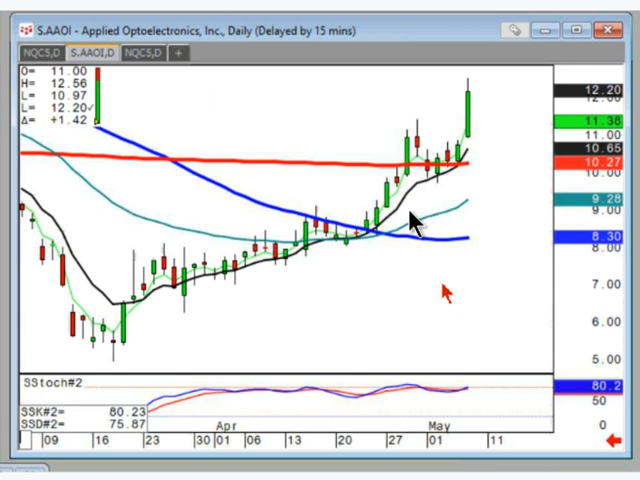 S.AAOI - Applied Optoelectronics, Inc., Daily (Delayed by 15 mins)
NQC5,D S.AAOI,D NQC5,D +
O= 11.00
H= 12.56
L= 10.97
L= 12.20✓
Δ= +1.42
12.20
12.00
11.38
11.00
10.65
10.27
10.00
9.28
9.00
8.30
8.00
7.00
6.00
5.00
SStoch#2
80.2
50
0
SSK#2= 80.23
SSD#2= 75.87
Apr May
09 16 23 30 01 06 13 20 27 01 11